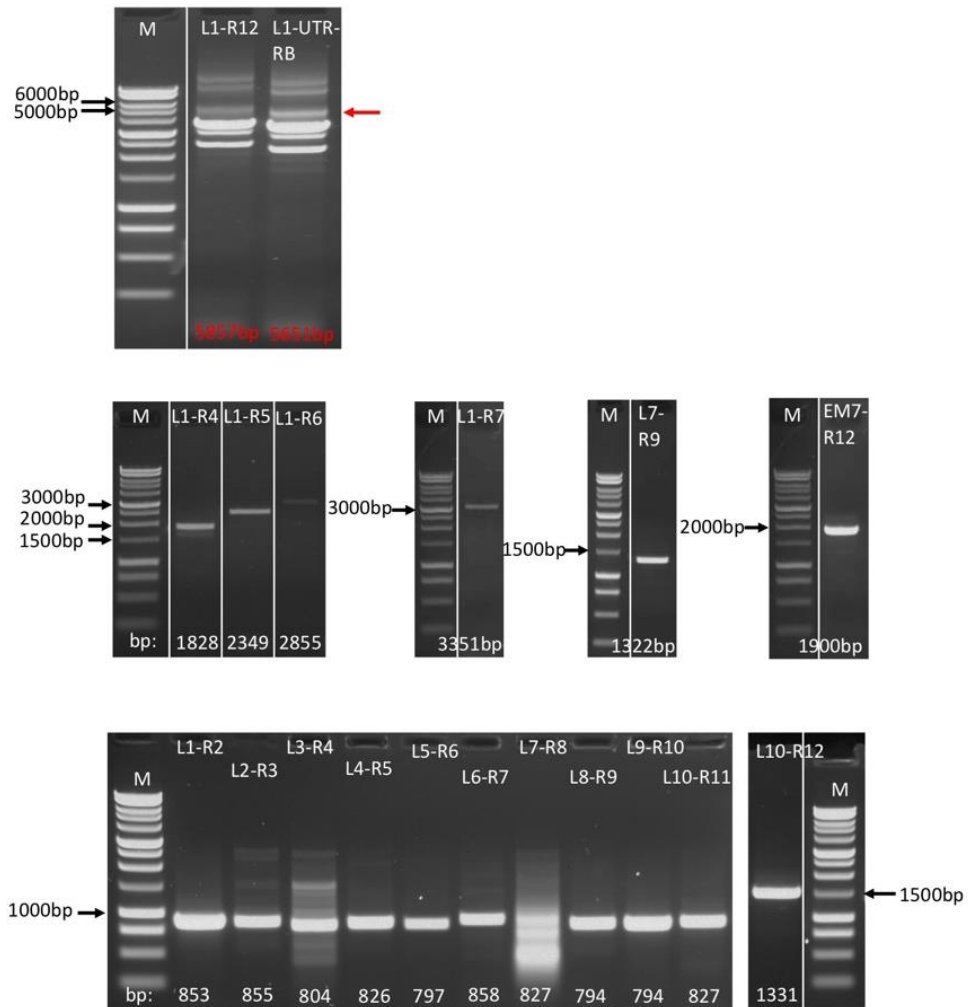 M L1-R12 L1-UTR-
RB
6000bp
5000bp
5057bp 5651bp
M L1-R4 L1-R5 L1-R6
3000bp
2000bp
1500bp
bp: 1828 2349 2855
M L1-R7
3000bp
3351bp
M L7-
R9
1500bp
1322bp
M EM7-
R12
2000bp
1900bp
L1-R2 L3-R4 L5-R6 L7-R8 L9-R10
M L2-R3 L4-R5 L6-R7 L8-R9 L10-R11
1000bp
bp: 853 855 804 826 797 858 827 794 794 827
L10-R12
M
1500bp
1331